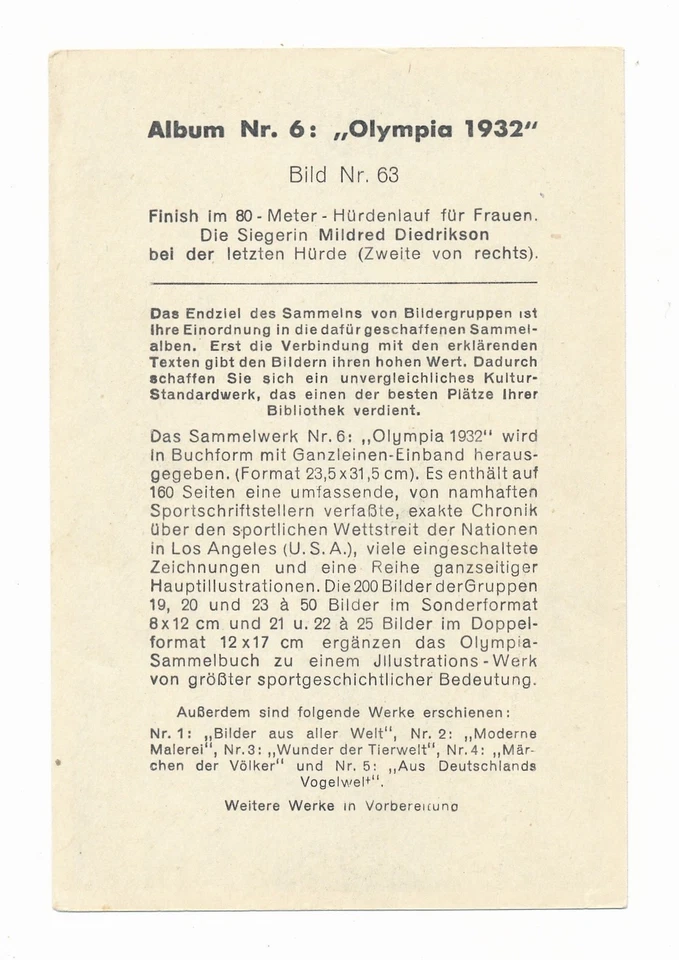 Album Nr. 6: „Olympia 1932"
Bild Nr. 63
Finish im 80-Meter-Hürdenlauf für Frauen.
Die Siegerin Mildred Diedrikson
bei der letzten Hürde (Zweite von rechts).
Das Endziel des Sammelns von Bildergruppen ist
Ihre Einordnung in die dafür geschaffenen Sammel-
alben. Erst die Verbindung mit den erklärenden
Texten gibt den Bildern ihren hohen Wert. Dadurch
schaffen Sie sich ein unvergleichliches Kultur-
Standardwerk, das einen der besten Plätze Ihrer
Bibliothek verdient.
Das Sammelwerk Nr. 6: „Olympia 1932" wird
in Buchform mit Ganzleinen-Einband heraus-
gegeben. (Format 23,5x31,5 cm). Es enthält auf
160 Seiten eine umfassende, von namhaften
Sportschriftstellern verfaßte, exakte Chronik
über den sportlichen Wettstreit der Nationen
in Los Angeles (U.S.A.), viele eingeschaltete
Zeichnungen und eine Reihe ganzseitiger
Hauptillustrationen. Die 200 Bilder der Gruppen
19, 20 und 23 à 50 Bilder im Sonderformat
8x12 cm und 21 u. 22 à 25 Bilder im Doppel-
format 12x17 cm ergänzen das Olympia-
Sammelbuch zu einem Jllustrations-Werk
von größter sportgeschichtlicher Bedeutung.
Außerdem sind folgende Werke erschienen:
Nr. 1: „Bilder aus aller Welt", Nr. 2: „Moderne
Malerei", Nr. 3: „Wunder der Tierwelt", Nr. 4: „Mär-
chen der Völker" und Nr. 5: „Aus Deutschlands
Vogelwelt".
Weitere Werke in Vorbereitung